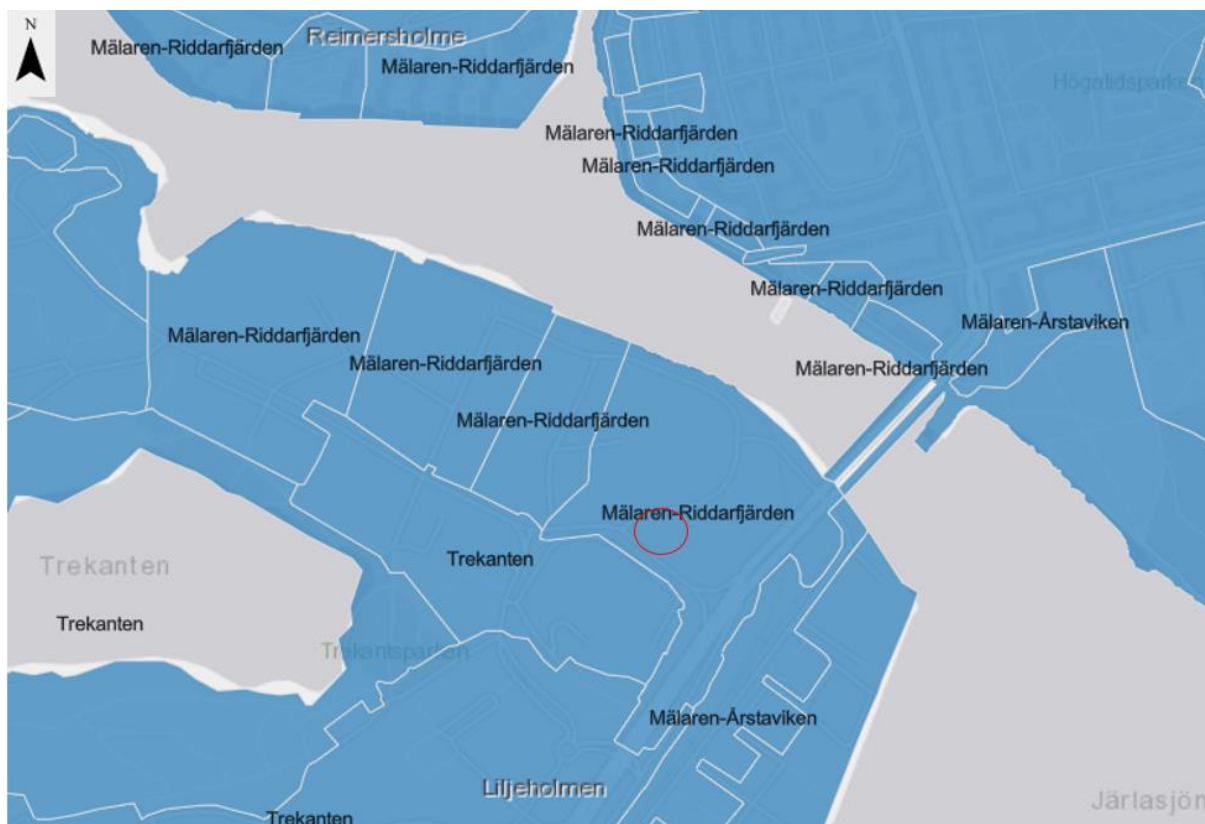 N
Reimersholme
Mälaren-Riddarfjärden
Mälaren-Riddarfjärden
Högalidsparken
Mälaren-Riddarfjärden
Mälaren-Riddarfjärden
Mälaren-Riddarfjärden
Mälaren-Riddarfjärden
Mälaren-Årstaviken
Mälaren-Riddarfjärden
Mälaren-Riddarfjärden
Mälaren-Riddarfjärden
Mälaren-Riddarfjärden
Mälaren-Riddarfjärden
Trekanten
Trekanten
Trekanten
Trekantsparken
Mälaren-Årstaviken
Liljeholmen
Järlasjön
Trekanten